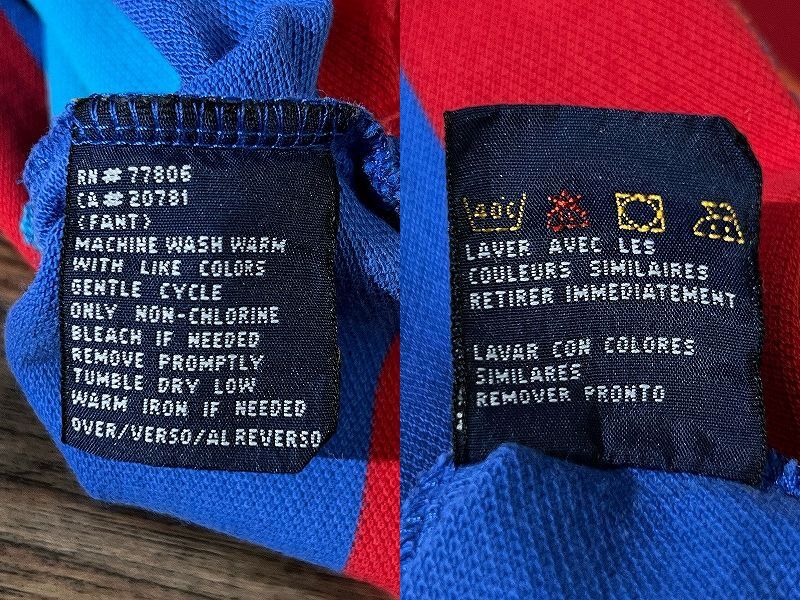 RN#77806
CA#20781
(FANT)
MACHINE WASH WARM
WITH LIKE COLORS
GENTLE CYCLE
ONLY NON-CHLORINE
BLEACH IF NEEDED
REMOVE PROMPTLY
TUMBLE DRY LOW
WARM IRON IF NEEDED
OVER/VERSO/AL REVERSO
40C
LAVER AVEC LES
COULEURS SIMILAIRES
RETIRER IMMEDIATEMENT
LAVAR CON COLORES
SIMILARES
REMOVER PRONTO